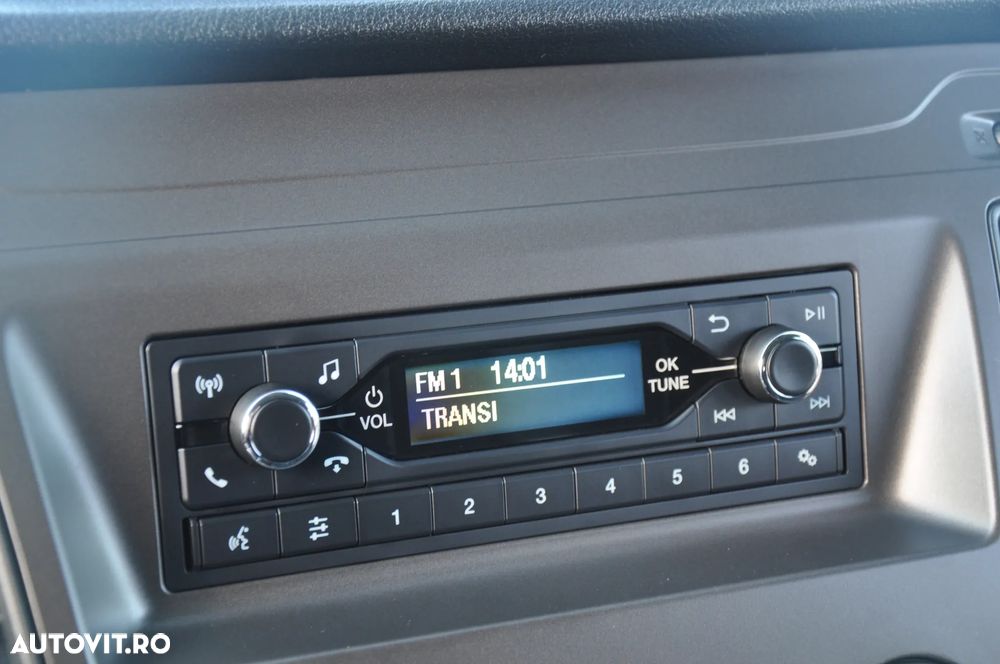 FM 1 14:01
TRANSI
VOL
OK
TUNE
1 2 3 4 5 6
AUTOVIT.RO